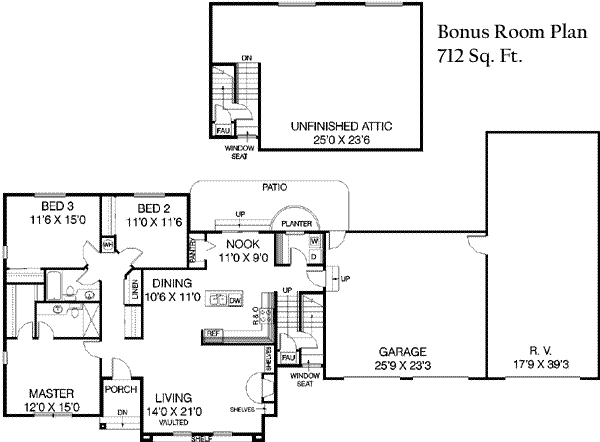 Bonus Room Plan
712 Sq. Ft.
DN
UNFINISHED ATTIC
25'0 X 23'6
FAU
WINDOW
SEAT
PATIO
BED 3
11'6 X 15'0
BED 2
11'0 X 11'6
UP
PLANTER
WH
PANTRY
NOOK
11'0 X 9'0
W
D
UP
LINEN
DINING
10'6 X 11'0
DW
UP
R & O
REF
FAU
GARAGE
25'9 X 23'3
R. V.
17'9 X 39'3
SHELVES
WINDOW
SEAT
MASTER
12'0 X 15'0
PORCH
DN
LIVING
14'0 X 21'0
VAULTED
SHELVES
SHELF